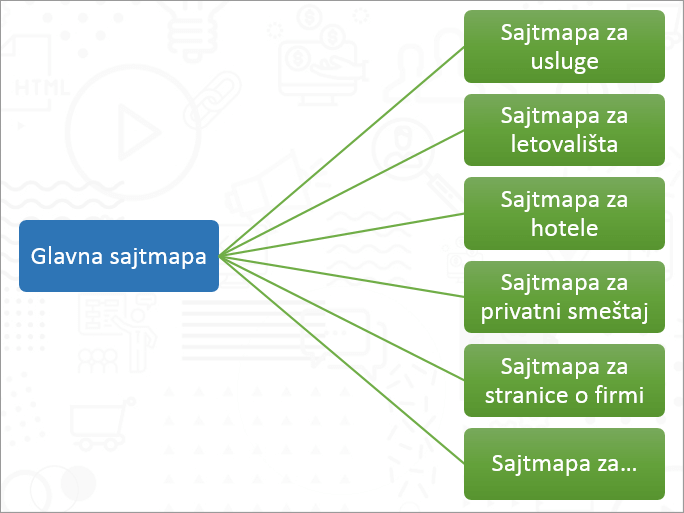 Sajtmapa za
usluge
Sajtmapa za
letovališta
Sajtmapa za
hotele
Glavna sajtmapa
Sajtmapa za
privatni smeštaj
Sajtmapa za
stranice o firmi
Sajtmapa za...
HTML